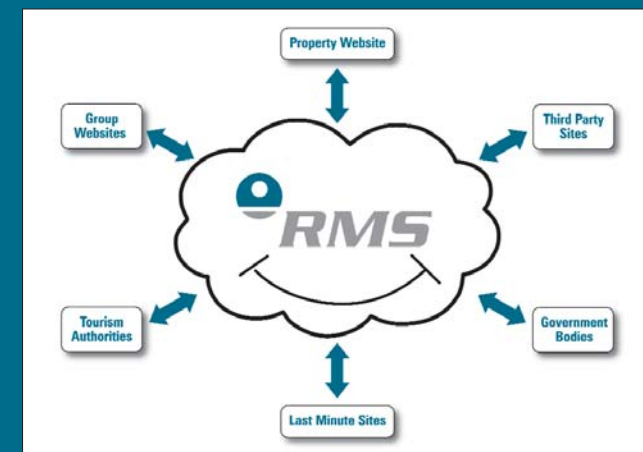 Property Website
Group
Websites
Third Party
Sites
RMS
Tourism
Authorities
Government
Bodies
Last Minute Sites